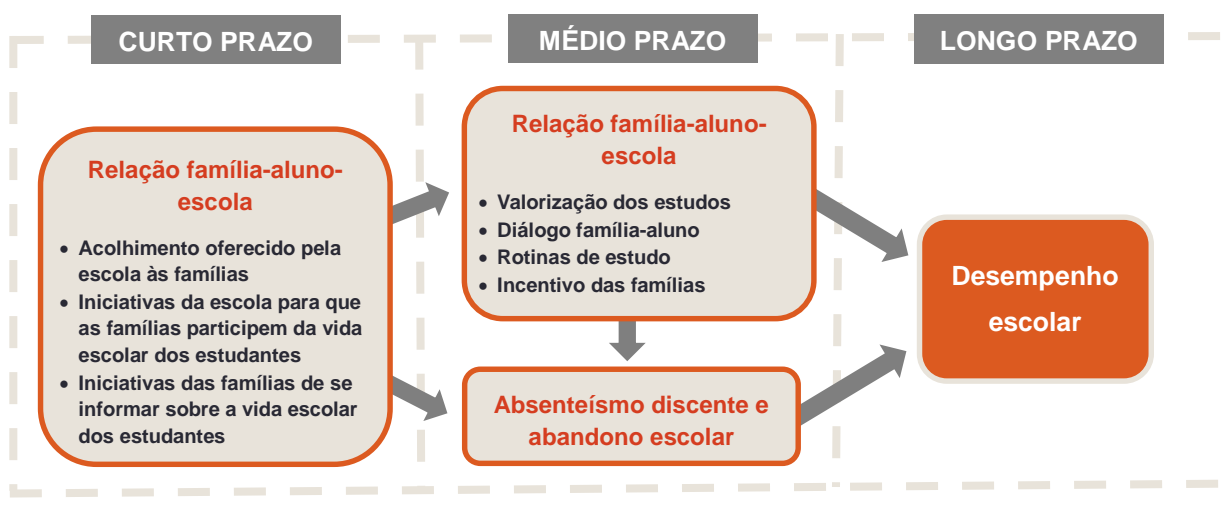 CURTO PRAZO
MÉDIO PRAZO
LONGO PRAZO
Relação família-aluno-
escola
• Acolhimento oferecido pela
escola às famílias
• Iniciativas da escola para que
as famílias participem da vida
escolar dos estudantes
• Iniciativas das famílias de se
informar sobre a vida escolar
dos estudantes
Relação família-aluno-
escola
• Valorização dos estudos
• Diálogo família-aluno
• Rotinas de estudo
• Incentivo das famílias
Absenteísmo discente e
abandono escolar
Desempenho
escolar